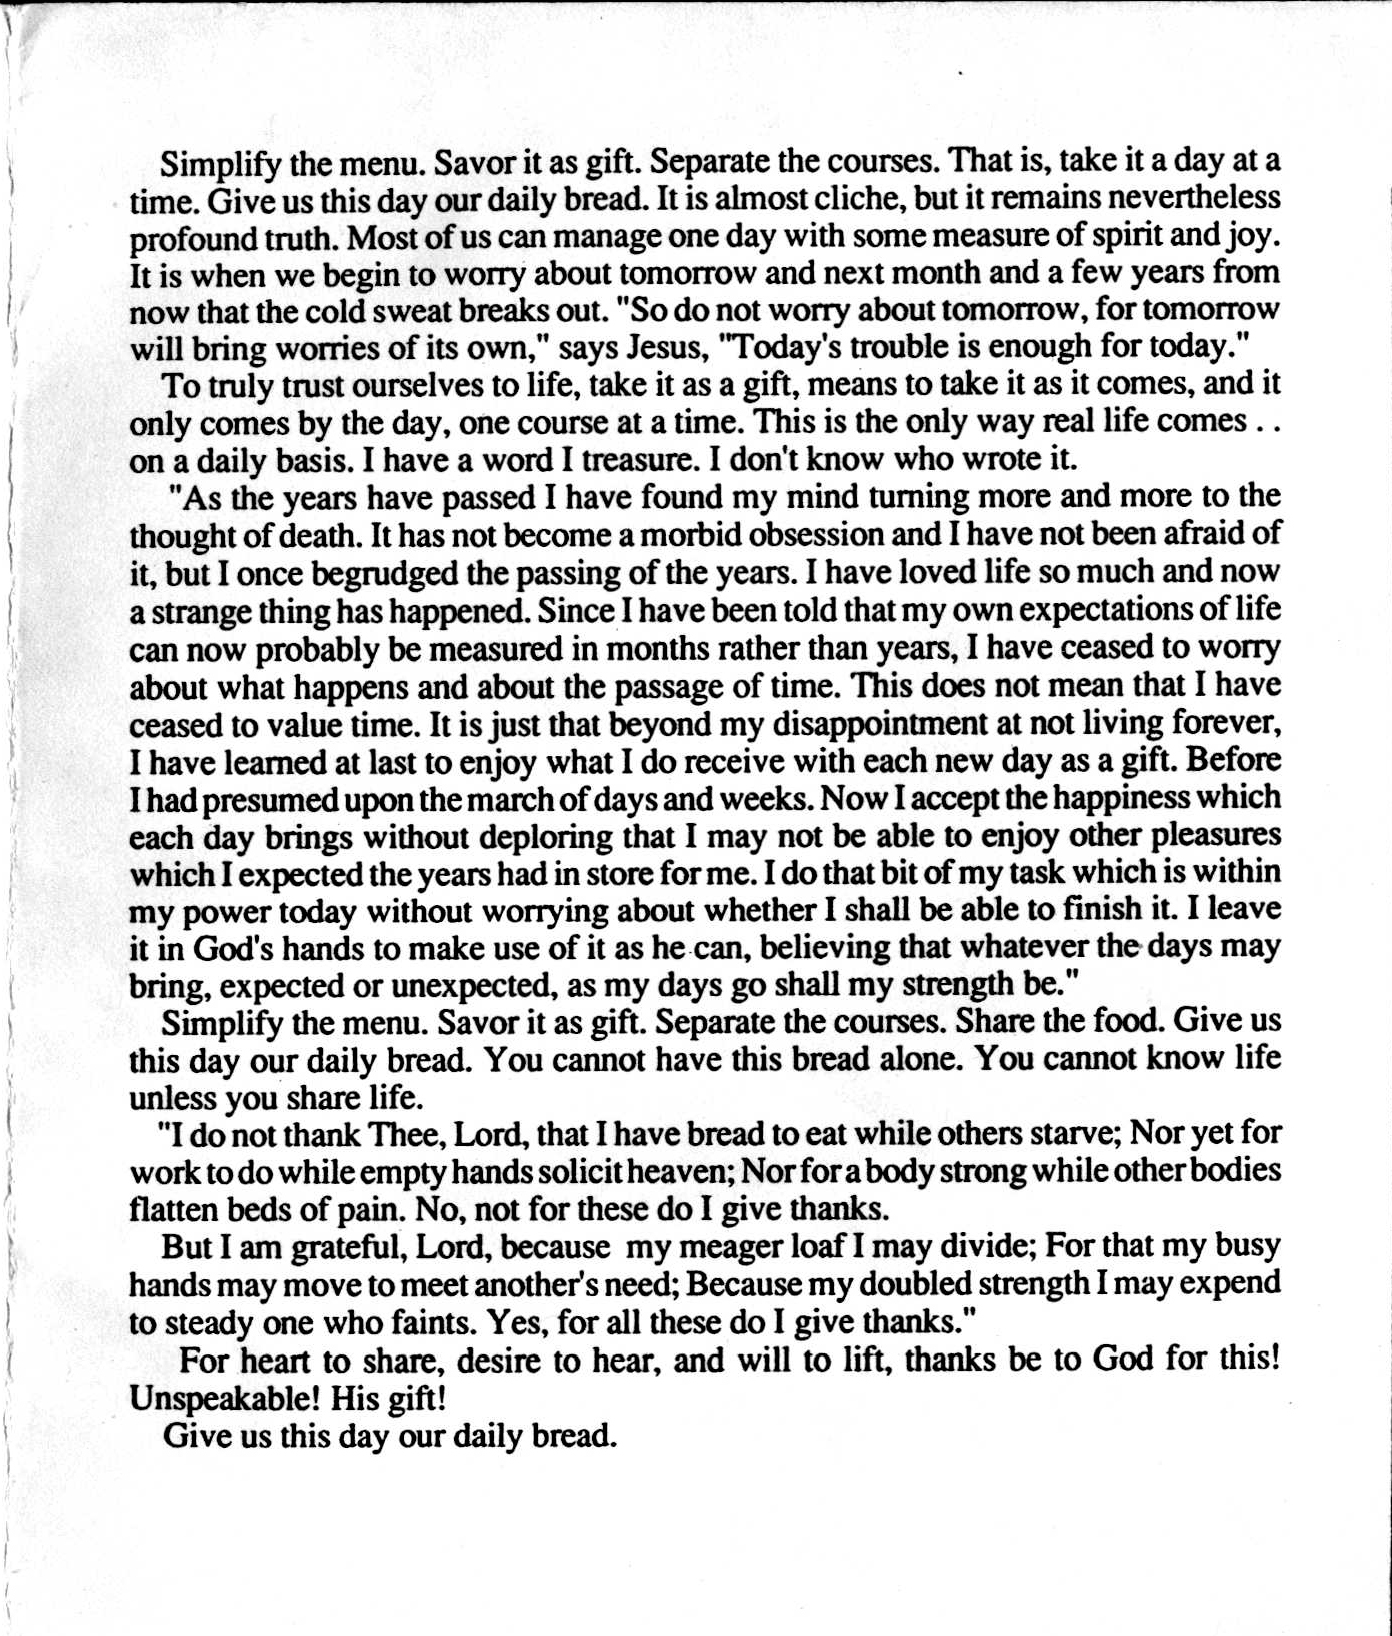 Simplify the menu. Savor it as gift. Separate the courses. That is, take it a day at a
time. Give us this day our daily bread. It is almost cliche, but it remains nevertheless
profound truth. Most of us can manage one day with some measure of spirit and joy.
It is when we begin to worry about tomorrow and next month and a few years from
now that the cold sweat breaks out. "So do not worry about tomorrow, for tomorrow
will bring worries of its own," says Jesus, "Today's trouble is enough for today."
To truly trust ourselves to life, take it as a gift, means to take it as it comes, and it
only comes by the day, one course at a time. This is the only way real life comes . .
on a daily basis. I have a word I treasure. I don't know who wrote it.
"As the years have passed I have found my mind turning more and more to the
thought of death. It has not become a morbid obsession and I have not been afraid of
it, but I once begrudged the passing of the years. I have loved life so much and now
a strange thing has happened. Since I have been told that my own expectations of life
can now probably be measured in months rather than years, I have ceased to worry
about what happens and about the passage of time. This does not mean that I have
ceased to value time. It is just that beyond my disappointment at not living forever,
I have learned at last to enjoy what I do receive with each new day as a gift. Before
I had presumed upon the march of days and weeks. Now I accept the happiness which
each day brings without deploring that I may not be able to enjoy other pleasures
which I expected the years had in store for me. I do that bit of my task which is within
my power today without worrying about whether I shall be able to finish it. I leave
it in God's hands to make use of it as he can, believing that whatever the days may
bring, expected or unexpected, as my days go shall my strength be."
Simplify the menu. Savor it as gift. Separate the courses. Share the food. Give us
this day our daily bread. You cannot have this bread alone. You cannot know life
unless you share life.
"I do not thank Thee, Lord, that I have bread to eat while others starve; Nor yet for
work to do while empty hands solicit heaven; Nor for a body strong while other bodies
flatten beds of pain. No, not for these do I give thanks.
But I am grateful, Lord, because my meager loaf I may divide; For that my busy
hands may move to meet another's need; Because my doubled strength I may expend
to steady one who faints. Yes, for all these do I give thanks."
For heart to share, desire to hear, and will to lift, thanks be to God for this!
Unspeakable! His gift!
Give us this day our daily bread.